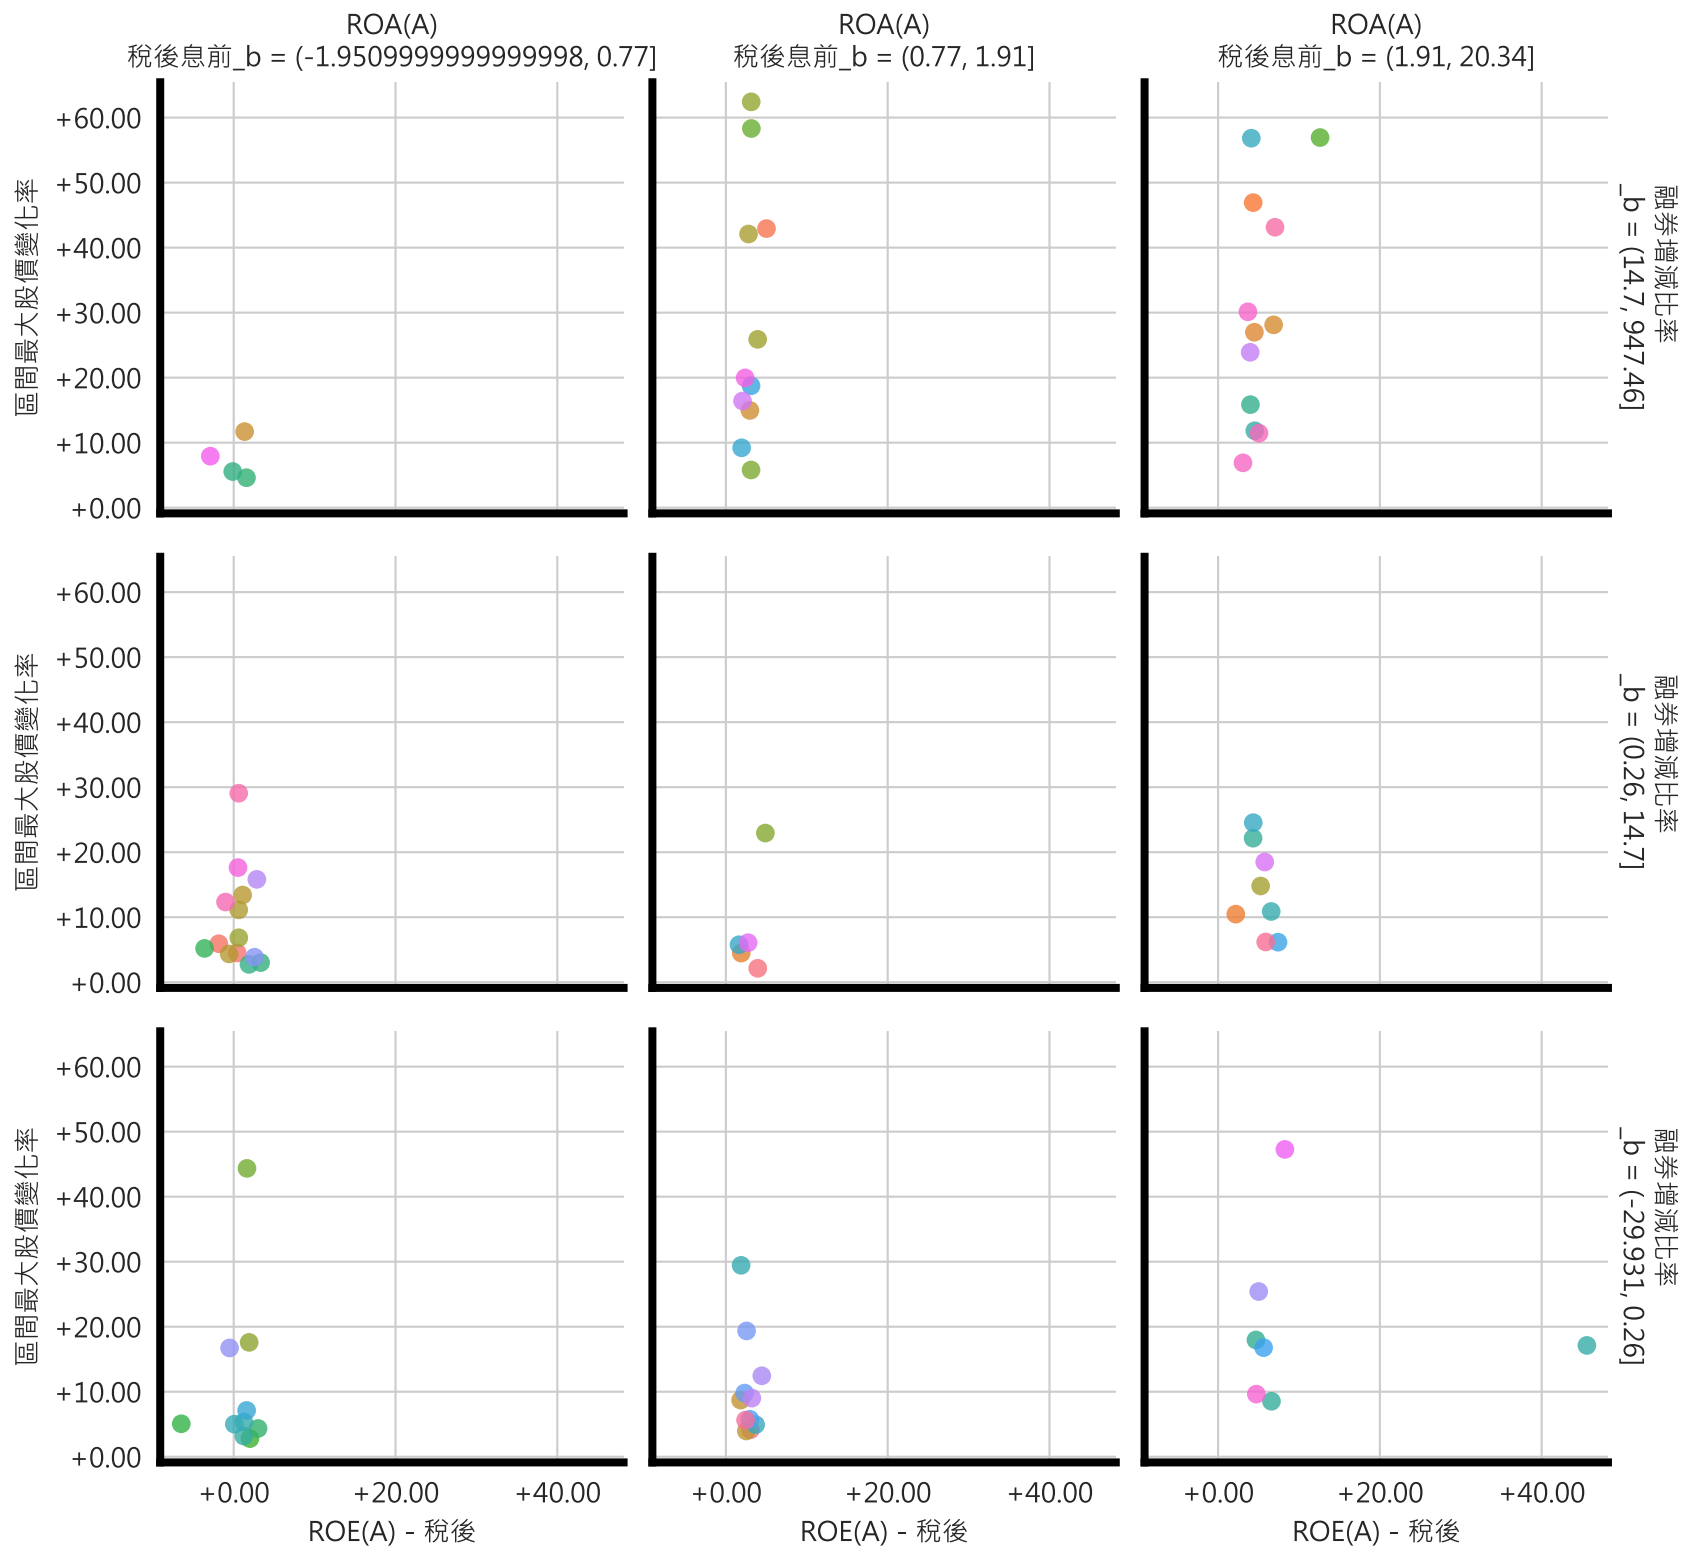 ROA(A)
稅後息前_b = (-1.9509999999999998, 0.77]
ROA(A)
稅後息前_b = (0.77, 1.91]
ROA(A)
稅後息前_b = (1.91, 20.34]
區間最大股價變化率
+60.00
+50.00
+40.00
+30.00
+20.00
+10.00
+0.00
融券增減比率
_b = (14.7, 947.46]
區間最大股價變化率
+60.00
+50.00
+40.00
+30.00
+20.00
+10.00
+0.00
融券增減比率
_b = (0.26, 14.7]
區間最大股價變化率
+60.00
+50.00
+40.00
+30.00
+20.00
+10.00
+0.00
融券增減比率
_b = (-29.931, 0.26]
+0.00 +20.00 +40.00
+0.00 +20.00 +40.00
+0.00 +20.00 +40.00
ROE(A) - 稅後
ROE(A) - 稅後
ROE(A) - 稅後